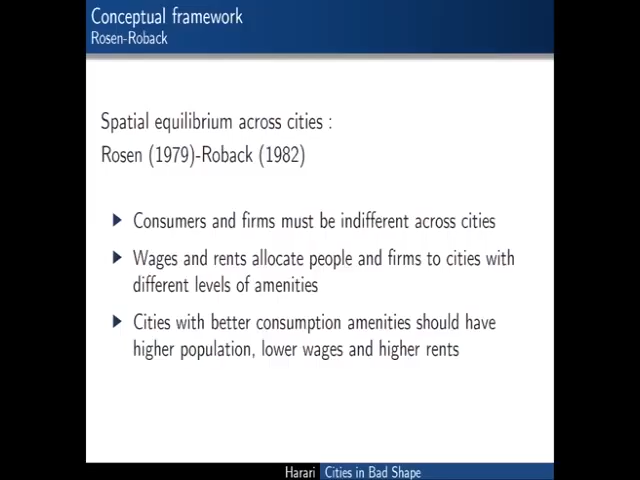 Conceptual framework
Rosen-Roback
Spatial equilibrium across cities :
Rosen (1979)-Roback (1982)
Consumers and firms must be indifferent across cities
Wages and rents allocate people and firms to cities with
different levels of amenities
Cities with better consumption amenities should have
higher population, lower wages and higher rents
Harari Cities in Bad Shape